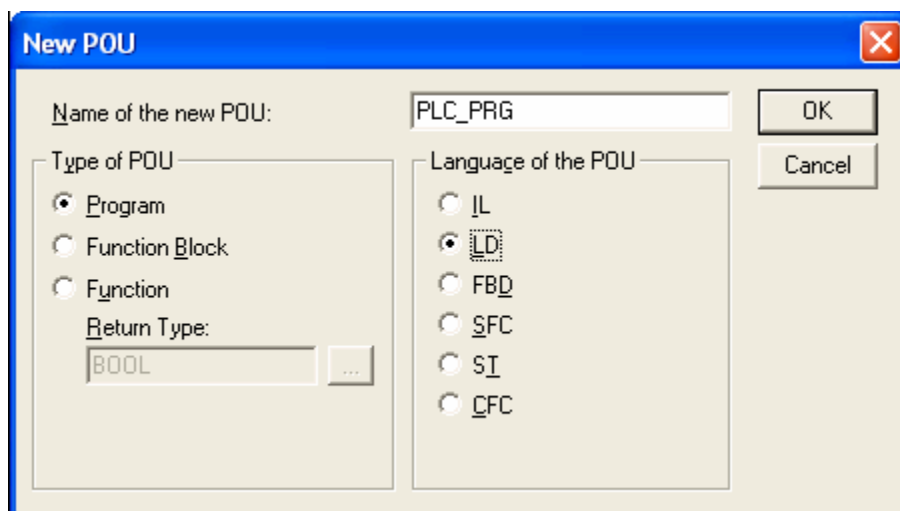 New POU
Name of the new POU:
PLC_PRG
OK
Cancel
Type of POU
Program
Function Block
Function
Return Type:
BOOL
...
Language of the POU
IL
LD
FBD
SFC
ST
CFC